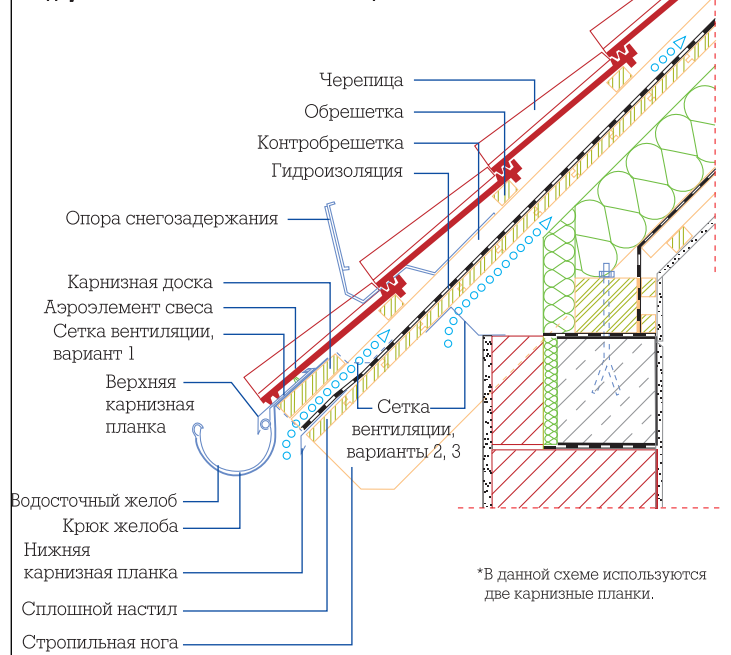 Черепица
Обрешетка
Контробрешетка
Гидроизоляция
Опора снегозадержания
Карнизная доска
Аэроэлемент свеса
Сетка вентиляции,
вариант 1
Верхняя
карнизная
планка
Сетка
вентиляции,
варианты 2, 3
Водосточный желоб
Крюк желоба
Нижняя
карнизная планка
Сплошной настил
Стропильная нога
*В данной схеме используются
две карнизные планки.